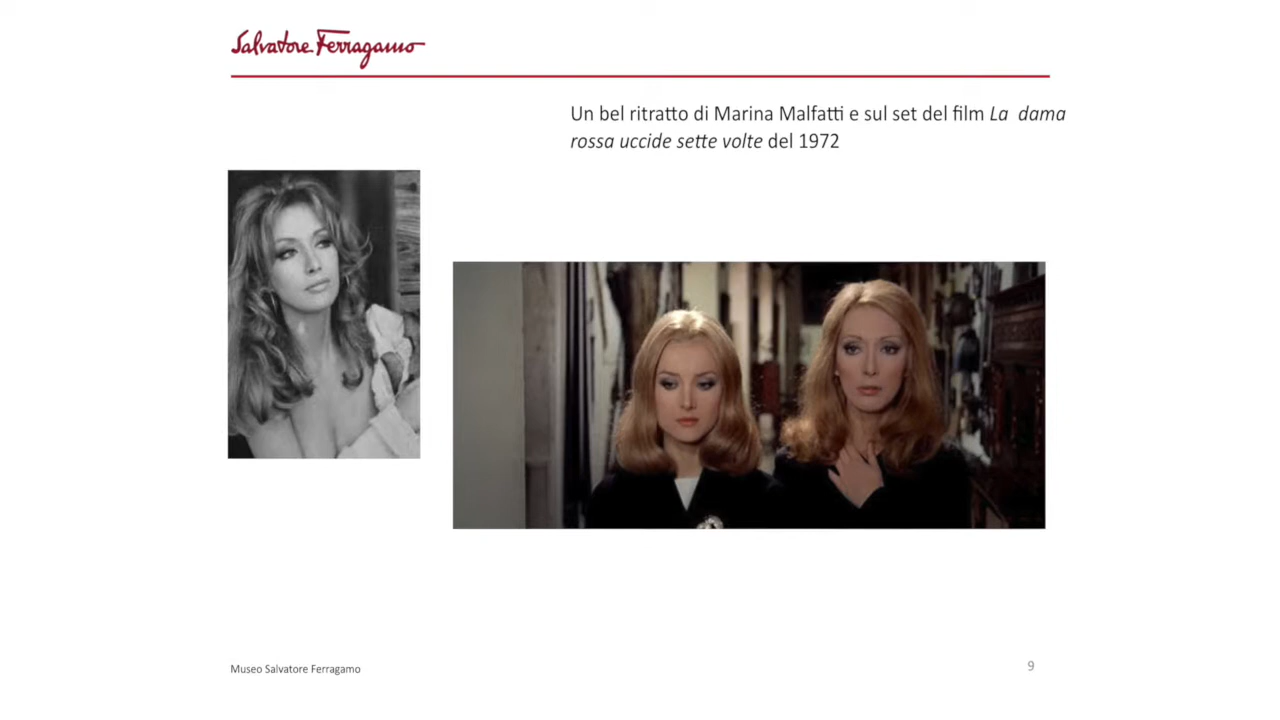 Salvatore Ferragamo
Un bel ritratto di Marina Malfatti e sul set del film La dama
rossa uccide sette volte del 1972
Museo Salvatore Ferragamo
9